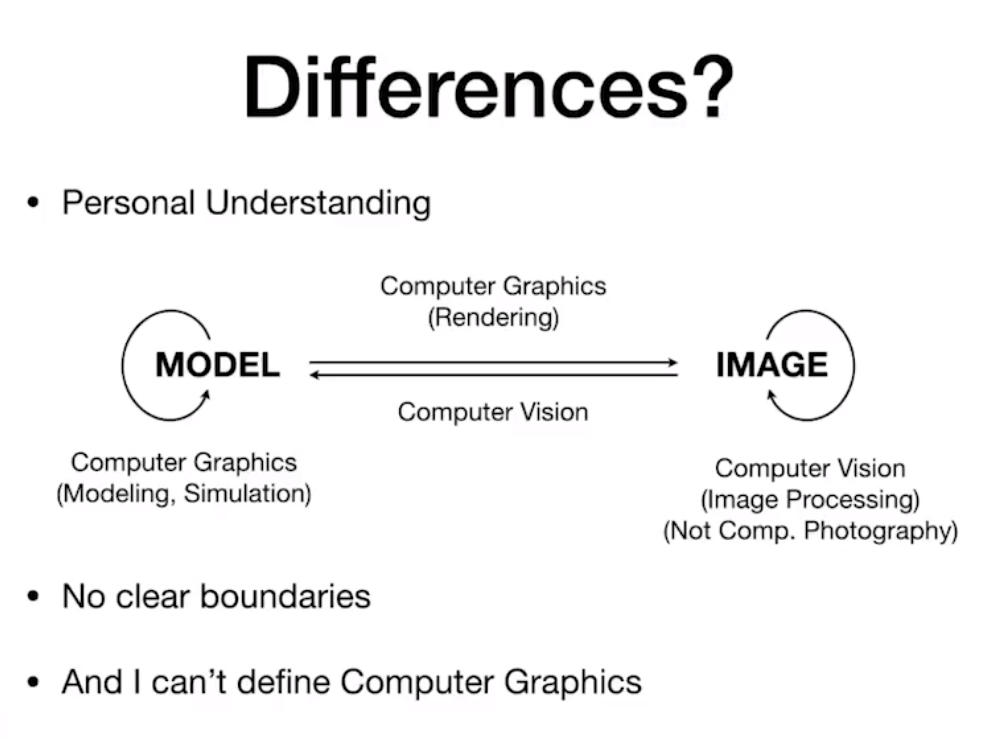 Differences?
• Personal Understanding
Computer Graphics
(Rendering)
MODEL
IMAGE
Computer Vision
Computer Graphics
(Modeling, Simulation)
Computer Vision
(Image Processing)
(Not Comp. Photography)
• No clear boundaries
• And I can’t define Computer Graphics